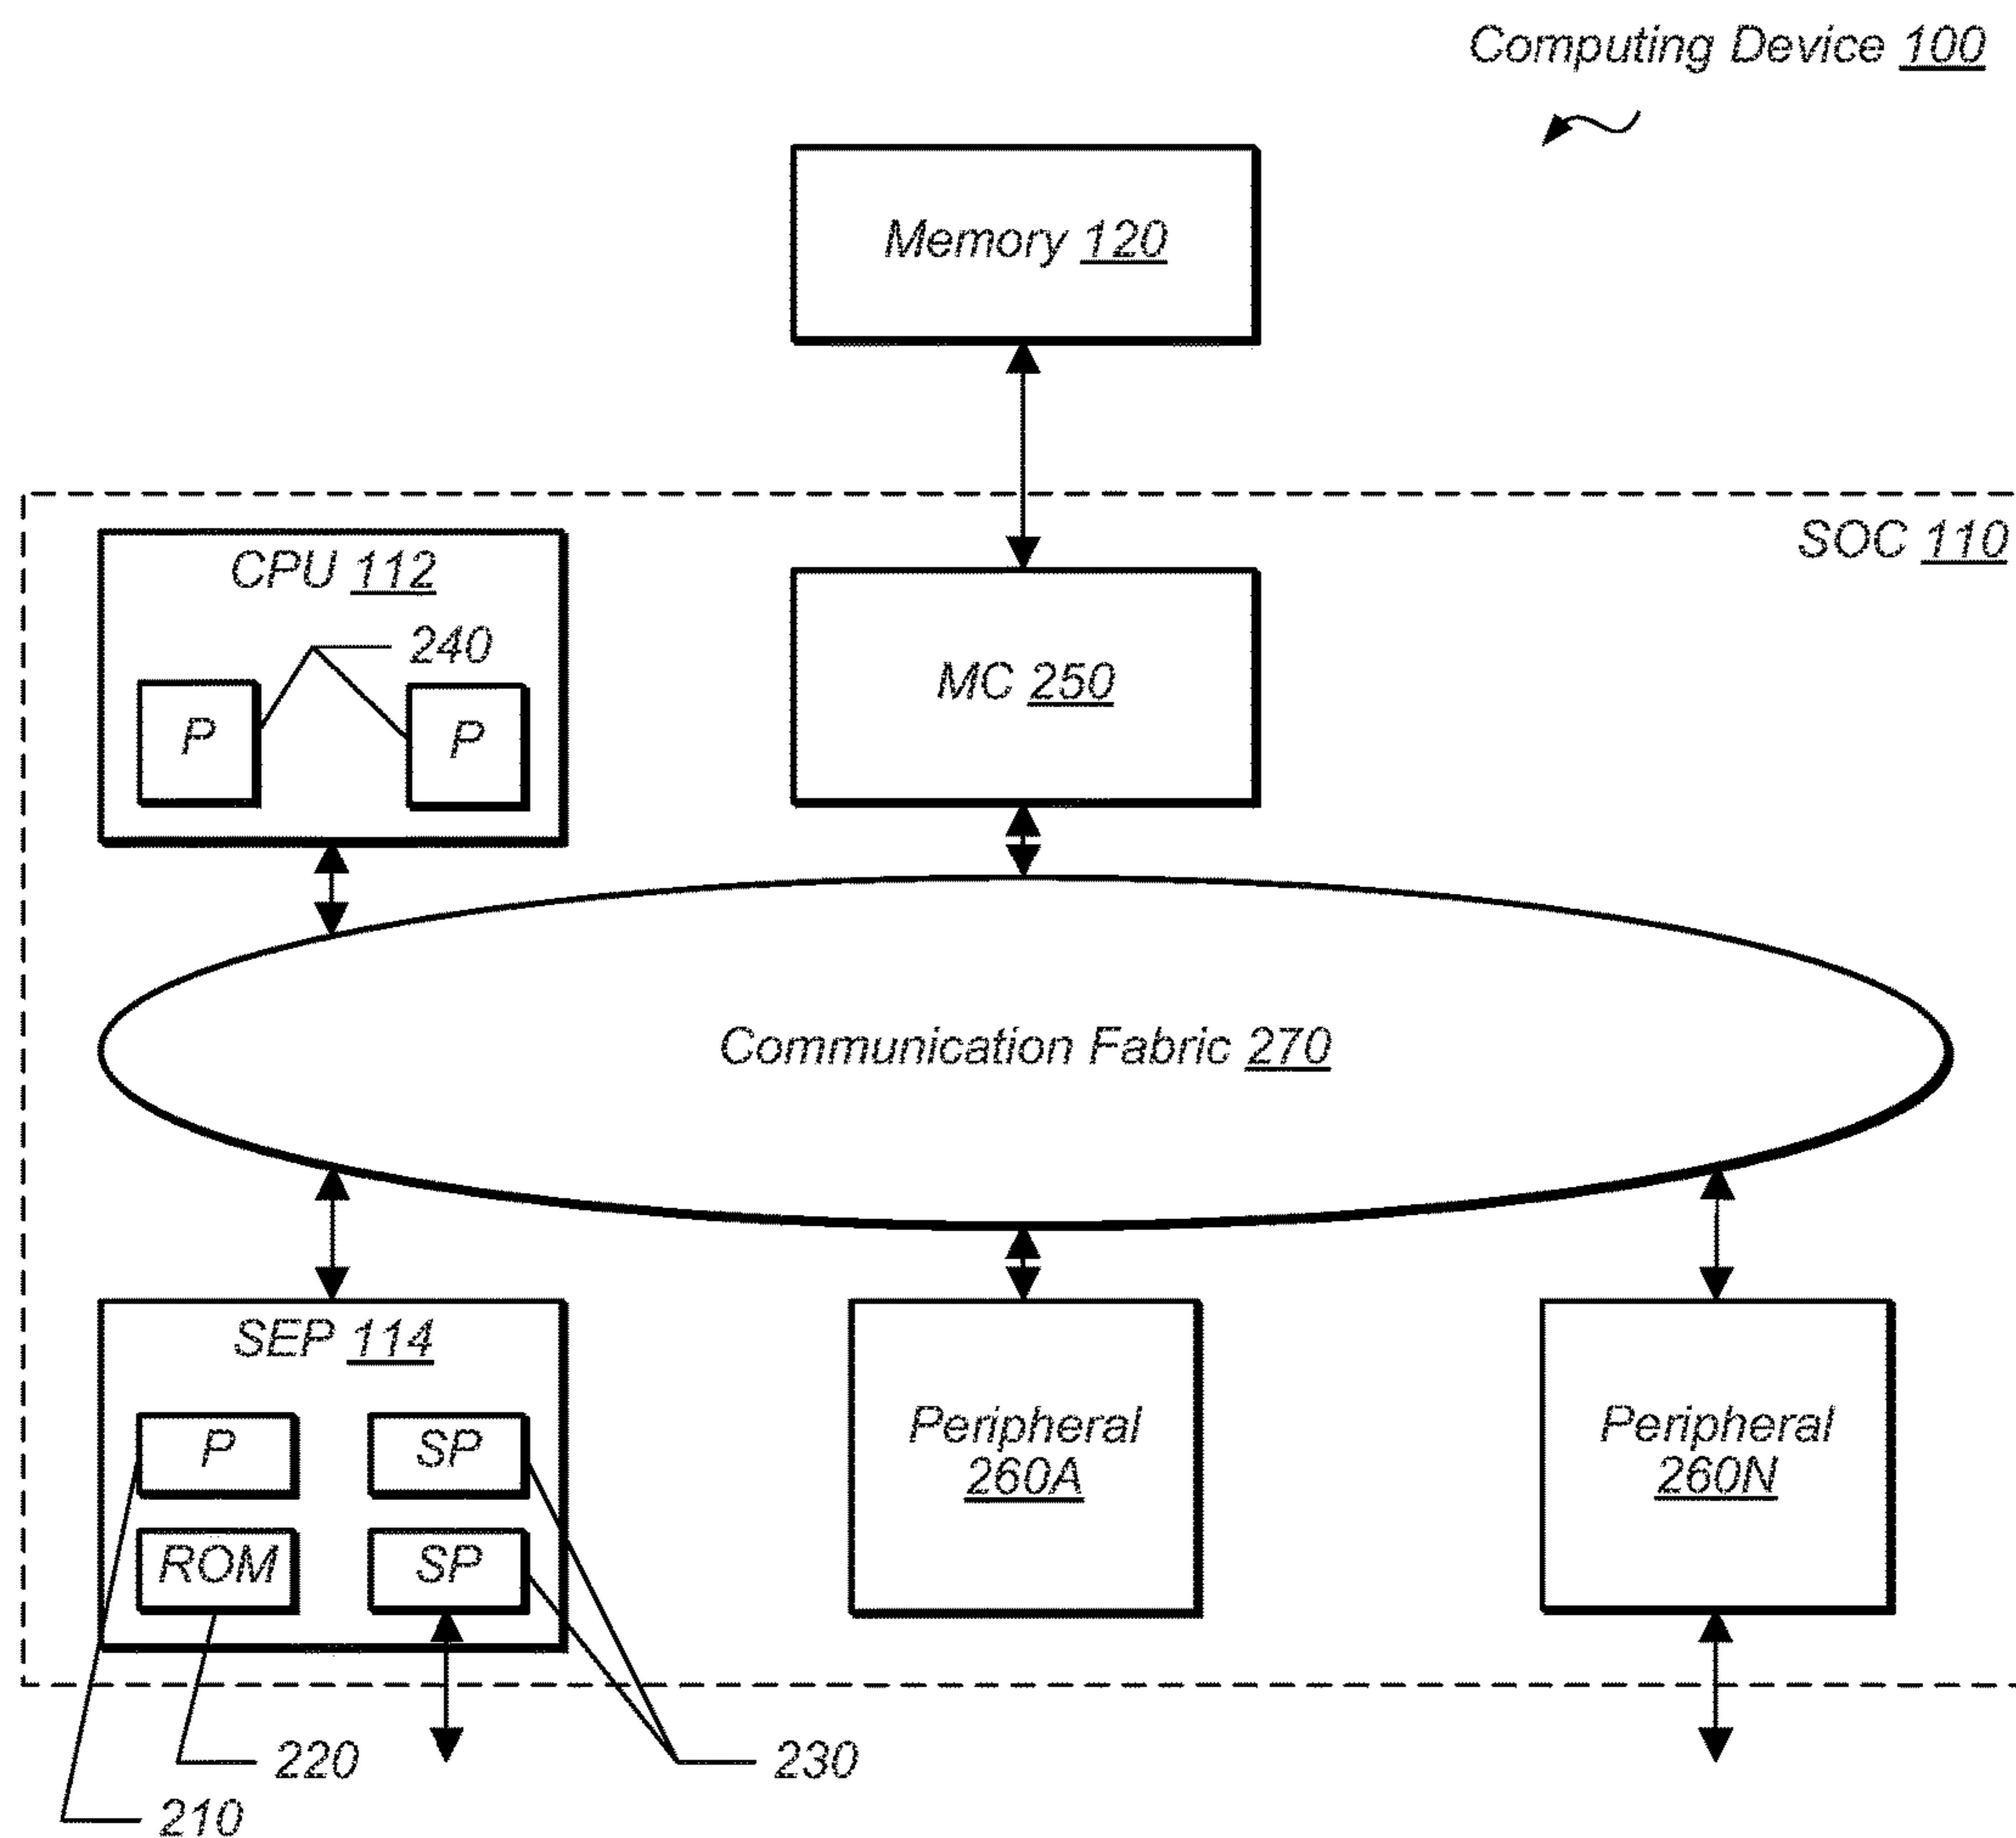 Computing Device 100
Memory 120
SOC 110
CPU 112
240
P
P
MC 250
Communication Fabric 270
SEP 114
P
SP
ROM
SP
Peripheral
260A
Peripheral
260N
220
230
210